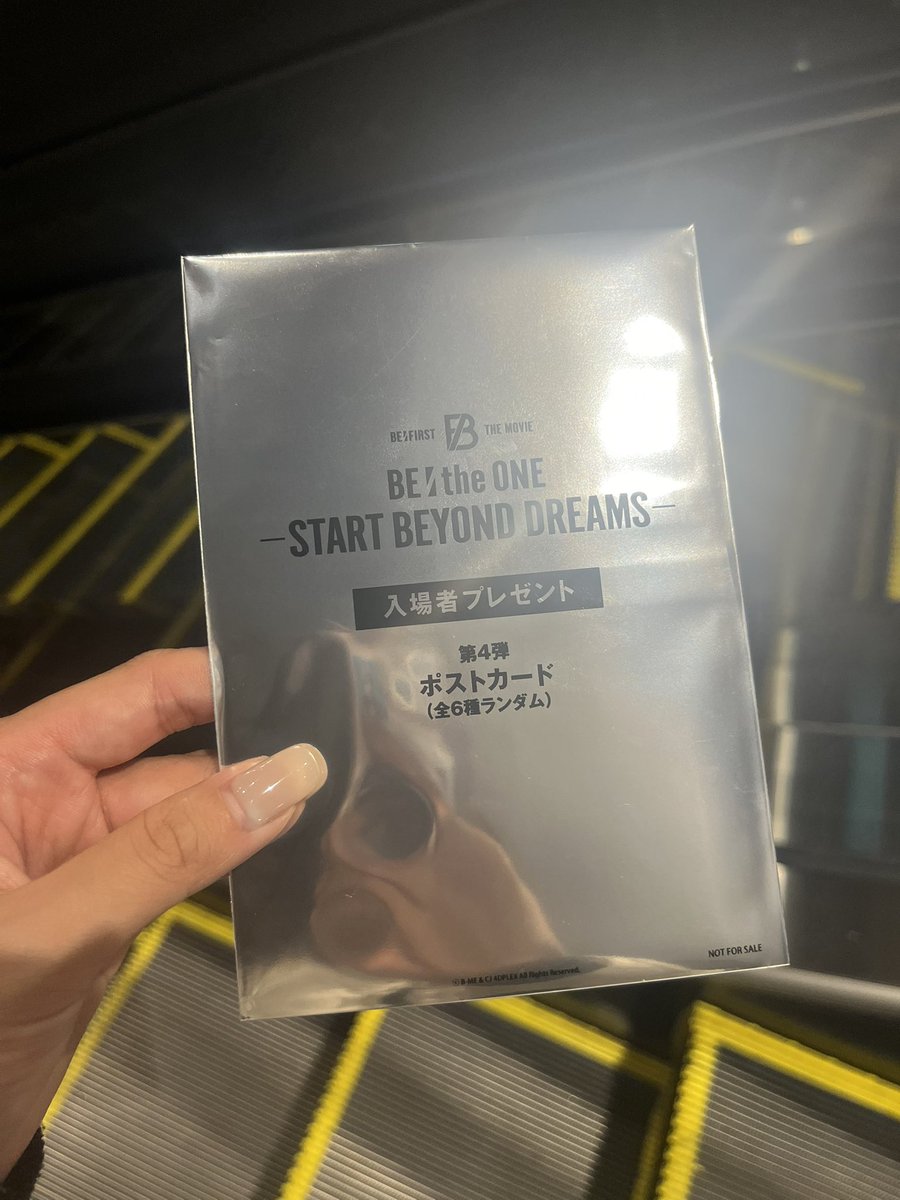 BE:FIRST FB THE MOVIE
BE:the ONE
-START BEYOND DREAMS-
入場者プレゼント
第4弾
ポストカード
(全6種ランダム)
NOT FOR SALE
© B-ME & CJ 4DPLEX All Rights Reserved.